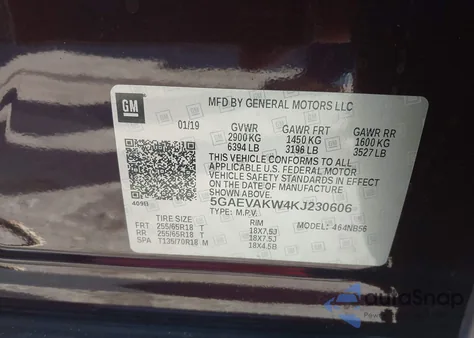 GM
MFD BY GENERAL MOTORS LLC
01/19 GVWR GAWR FRT GAWR RR
2900 KG 1450 KG 1600 KG
6394 LB 3196 LB 3527 LB
THIS VEHICLE CONFORMS TO ALL
APPLICABLE U.S. FEDERAL MOTOR
VEHICLE SAFETY STANDARDS IN EFFECT
ON THE DATE OF MANUFACTURE
SHOWN ABOVE.
5GAEVAKW4KJ230606
TYPE: M.P.V. MODEL: 4G4NB56
TIRE SIZE RIM
FRT 255/65R18 T 18X7.5J
RR 255/65R18 T 18X7.5J
SPA T135/70R18 M 18X4.5B
autoSnap